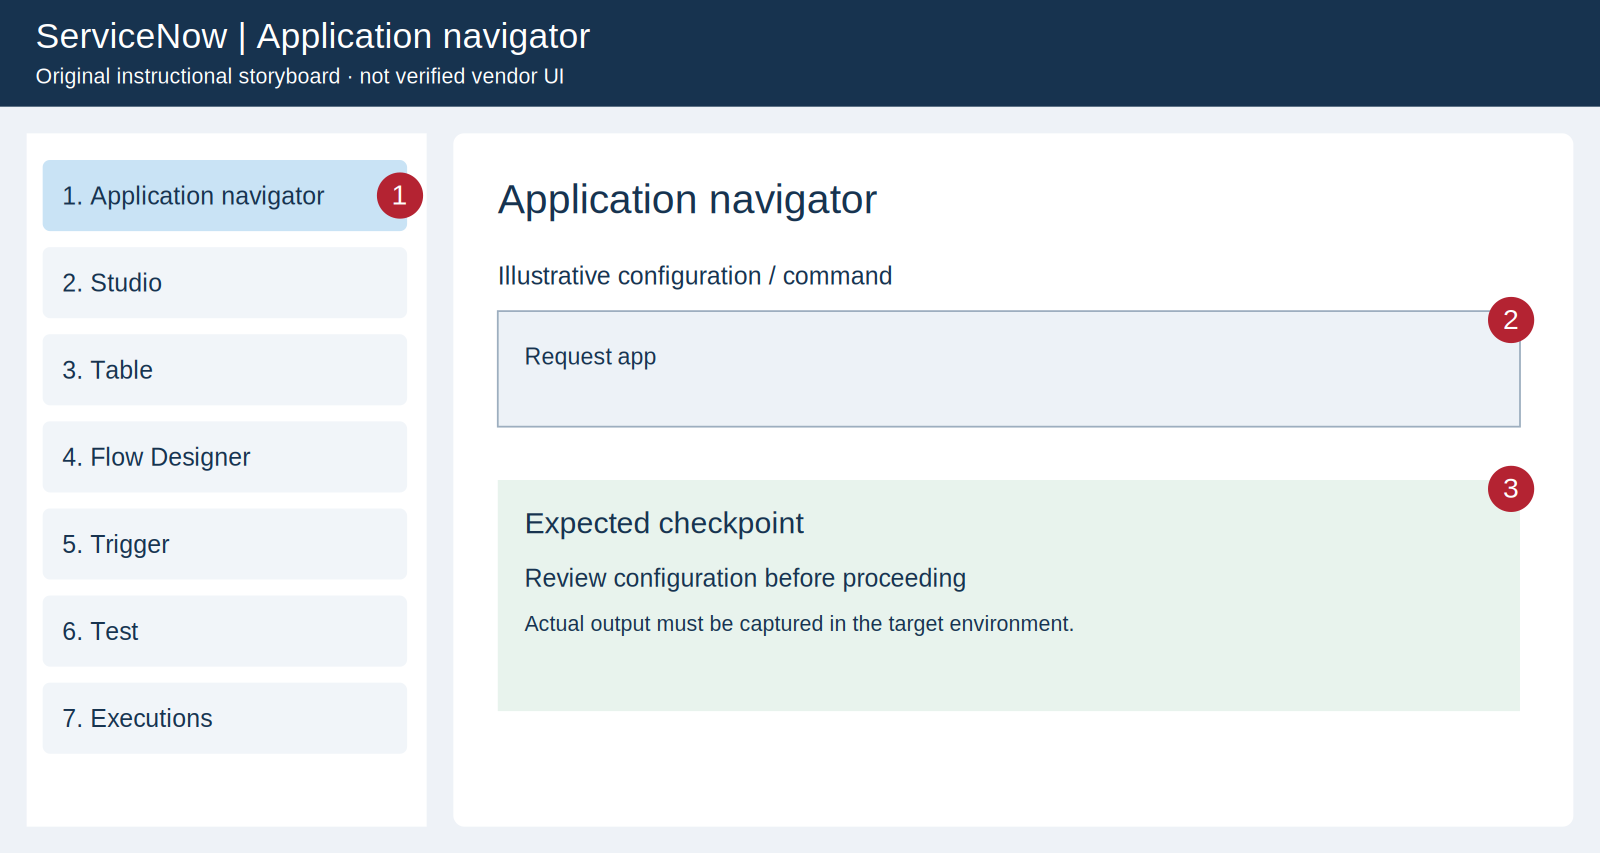 ServiceNow | Application navigator
Original instructional storyboard · not verified vendor UI
1. Application navigator
1
2. Studio
3. Table
4. Flow Designer
5. Trigger
6. Test
7. Executions
Application navigator
Illustrative configuration / command
2
Request app
3
Expected checkpoint
Review configuration before proceeding
Actual output must be captured in the target environment.